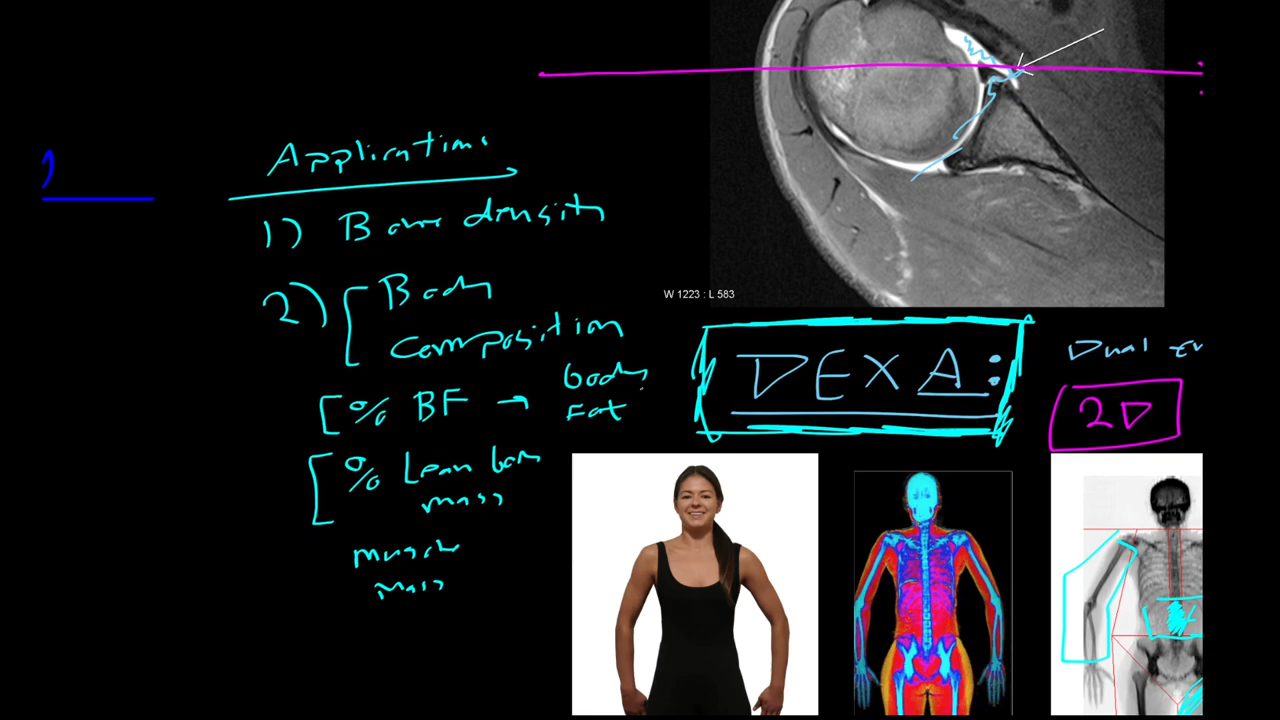 Applications
1) Bone density
2) Body
composition
% BF → body
Fat
% Lean body
mass
muscle
mass
W 1223 : L 583
DEXA:
Dual
2D